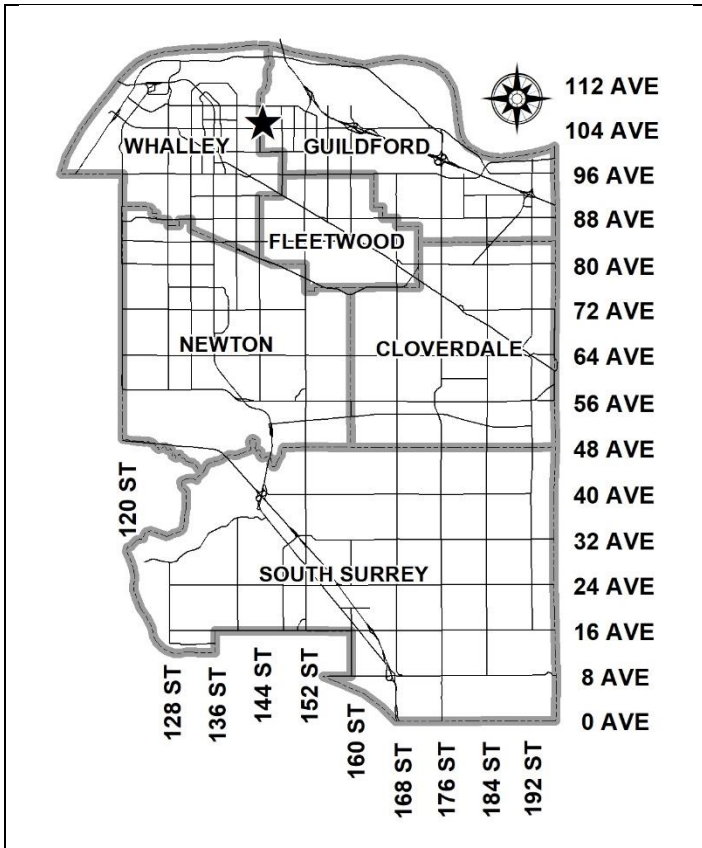 112 AVE
104 AVE
WHALLEY
GUILDFORD
96 AVE
88 AVE
FLEETWOOD
80 AVE
72 AVE
NEWTON
CLOVERDALE
64 AVE
56 AVE
48 AVE
120 ST
40 AVE
32 AVE
SOUTH SURREY
24 AVE
16 AVE
8 AVE
0 AVE
128 ST
136 ST
144 ST
152 ST
160 ST
168 ST
176 ST
184 ST
192 ST